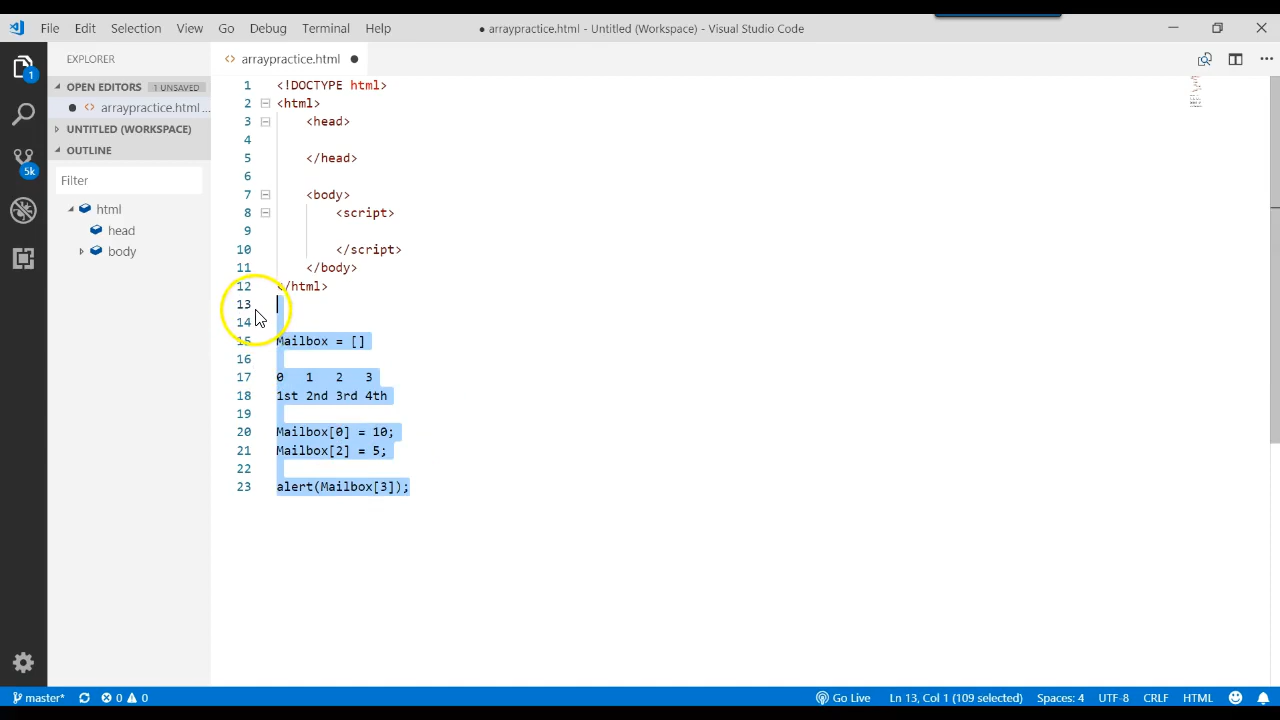 File Edit Selection View Go Debug Terminal Help ● arraypractice.html - Untitled (Workspace) - Visual Studio Code
EXPLORER
<> arraypractice.html ●
OPEN EDITORS 1 UNSAVED
● <> arraypractice.html ...
UNTITLED (WORKSPACE)
OUTLINE
Filter
html
head
body
1
5k
1 <!DOCTYPE html>
2 <html>
3 <head>
4
5 </head>
6
7 <body>
8 <script>
9
10 </script>
11 </body>
12 </html>
13
14
15 Mailbox = []
16
17 0 1 2 3
18 1st 2nd 3rd 4th
19
20 Mailbox[0] = 10;
21 Mailbox[2] = 5;
22
23 alert(Mailbox[3]);
master* 0 0 Go Live Ln 13, Col 1 (109 selected) Spaces: 4 UTF-8 CRLF HTML